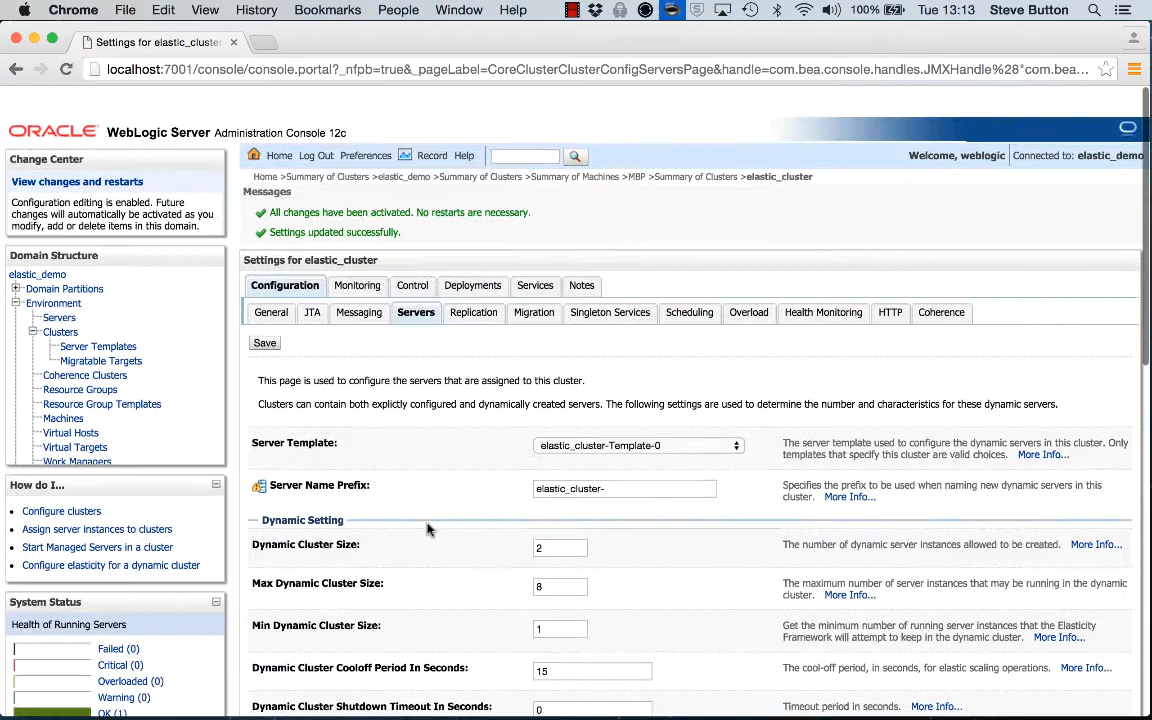 Chrome File Edit View History Bookmarks People Window Help 100% Tue 13:13 Steve Button
Settings for elastic_cluster
localhost:7001/console/console.portal?_nfpb=true&_pageLabel=CoreClusterClusterConfigServersPage&handle=com.bea.console.handles.JMXHandle%28"com.bea...
ORACLE WebLogic Server Administration Console 12c
Change Center
View changes and restarts
Configuration editing is enabled. Future
changes will automatically be activated as you
modify, add or delete items in this domain.
Domain Structure
elastic_demo
Domain Partitions
Environment
Servers
Clusters
Server Templates
Migratable Targets
Coherence Clusters
Resource Groups
Resource Group Templates
Machines
Virtual Hosts
Virtual Targets
Work Managers
How do I...
Configure clusters
Assign server instances to clusters
Start Managed Servers in a cluster
Configure elasticity for a dynamic cluster
System Status
Health of Running Servers
Failed (0)
Critical (0)
Overloaded (0)
Warning (0)
OK (1)
Home Log Out Preferences Record Help
Welcome, weblogic Connected to: elastic_demo
Home >Summary of Clusters >elastic_demo >Summary of Clusters >Summary of Machines >MBP >Summary of Clusters >elastic_cluster
Messages
All changes have been activated. No restarts are necessary.
Settings updated successfully.
Settings for elastic_cluster
Configuration Monitoring Control Deployments Services Notes
General JTA Messaging Servers Replication Migration Singleton Services Scheduling Overload Health Monitoring HTTP Coherence
Save
This page is used to configure the servers that are assigned to this cluster.
Clusters can contain both explictly configured and dynamically created servers. The following settings are used to determine the number and characteristics for these dynamic servers.
Server Template: elastic_cluster-Template-0 The server template used to configure the dynamic servers in this cluster. Only
templates that specify this cluster are valid choices. More Info...
Server Name Prefix: elastic_cluster- Specifies the prefix to be used when naming new dynamic servers in this
cluster. More Info...
Dynamic Setting
Dynamic Cluster Size: 2 The number of dynamic server instances allowed to be created. More Info...
Max Dynamic Cluster Size: 8 The maximum number of server instances that may be running in the dynamic
cluster. More Info...
Min Dynamic Cluster Size: 1 Get the minimum number of running server instances that the Elasticity
Framework will attempt to keep in the dynamic cluster. More Info...
Dynamic Cluster Cooloff Period In Seconds: 15 The cool-off period, in seconds, for elastic scaling operations. More Info...
Dynamic Cluster Shutdown Timeout In Seconds: 0 Timeout period in seconds. More Info...